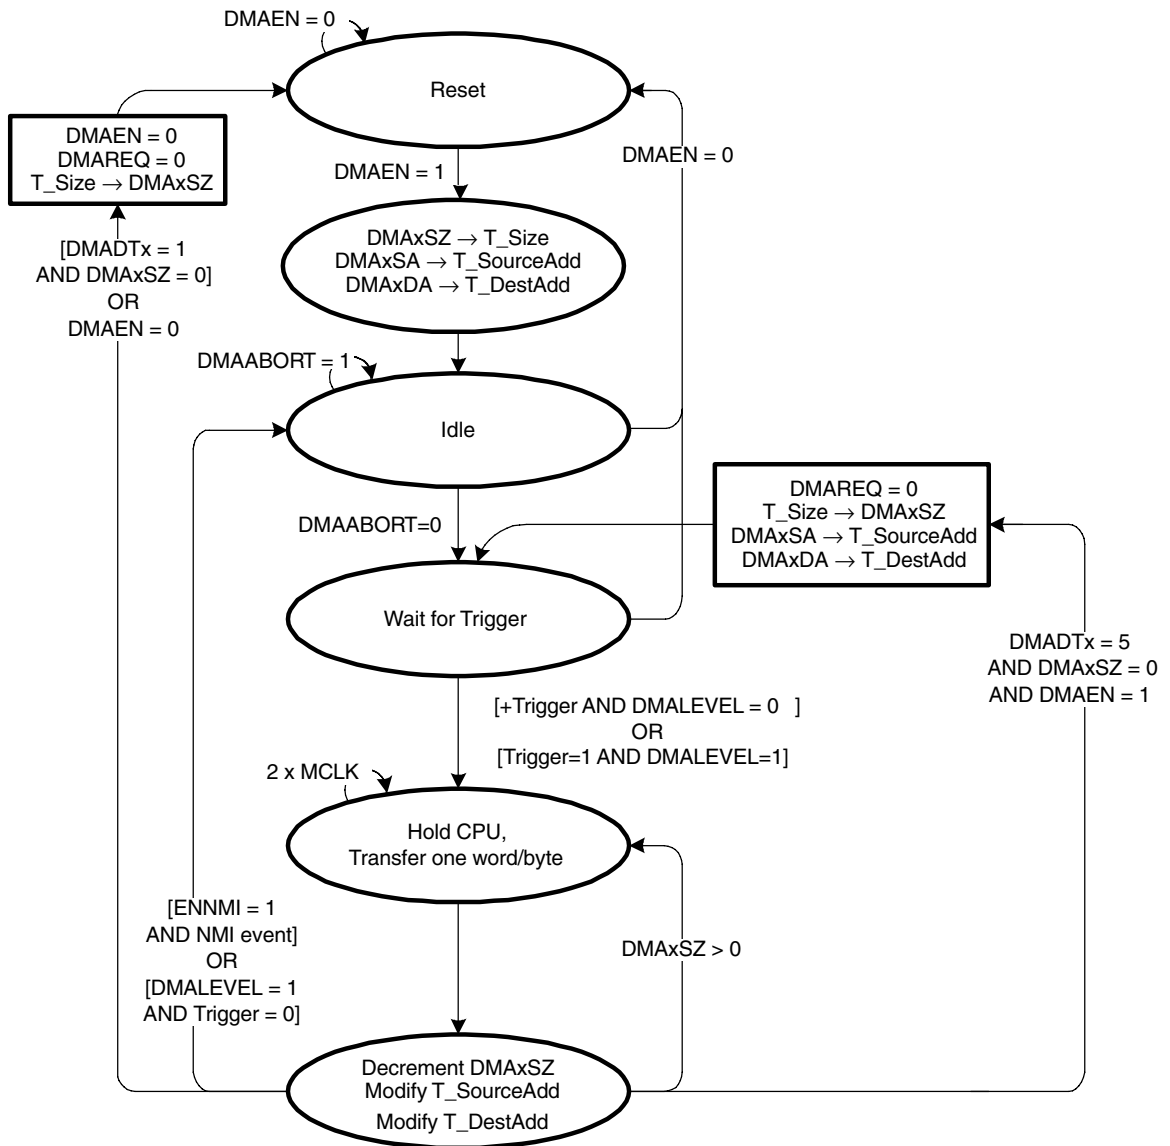 DMAEN = 0
Reset
DMAEN = 0
DMAREQ = 0
T_Size → DMAxSZ
DMAEN = 0
DMAEN = 1
[DMADTx = 1
AND DMAxSZ = 0]
OR
DMAEN = 0
DMAxSZ → T_Size
DMAxSA → T_SourceAdd
DMAxDA → T_DestAdd
DMAABORT = 1
Idle
DMAABORT=0
DMAREQ = 0
T_Size → DMAxSZ
DMAxSA → T_SourceAdd
DMAxDA → T_DestAdd
Wait for Trigger
DMADTx = 5
AND DMAxSZ = 0
AND DMAEN = 1
[+Trigger AND DMALEVEL = 0 ]
OR
[Trigger=1 AND DMALEVEL=1]
2 x MCLK
Hold CPU,
Transfer one word/byte
[ENNMI = 1
AND NMI event]
OR
[DMALEVEL = 1
AND Trigger = 0]
DMAxSZ > 0
Decrement DMAxSZ
Modify T_SourceAdd
Modify T_DestAdd